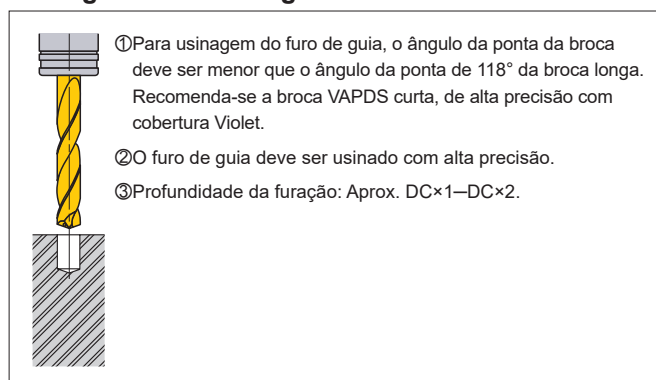 ①Para usinagem do furo de guia, o ângulo da ponta da broca
deve ser menor que o ângulo da ponta de 118° da broca longa.
Recomenda-se a broca VAPDS curta, de alta precisão com
cobertura Violet.
②O furo de guia deve ser usinado com alta precisão.
③Profundidade da furação: Aprox. DC×1—DC×2.